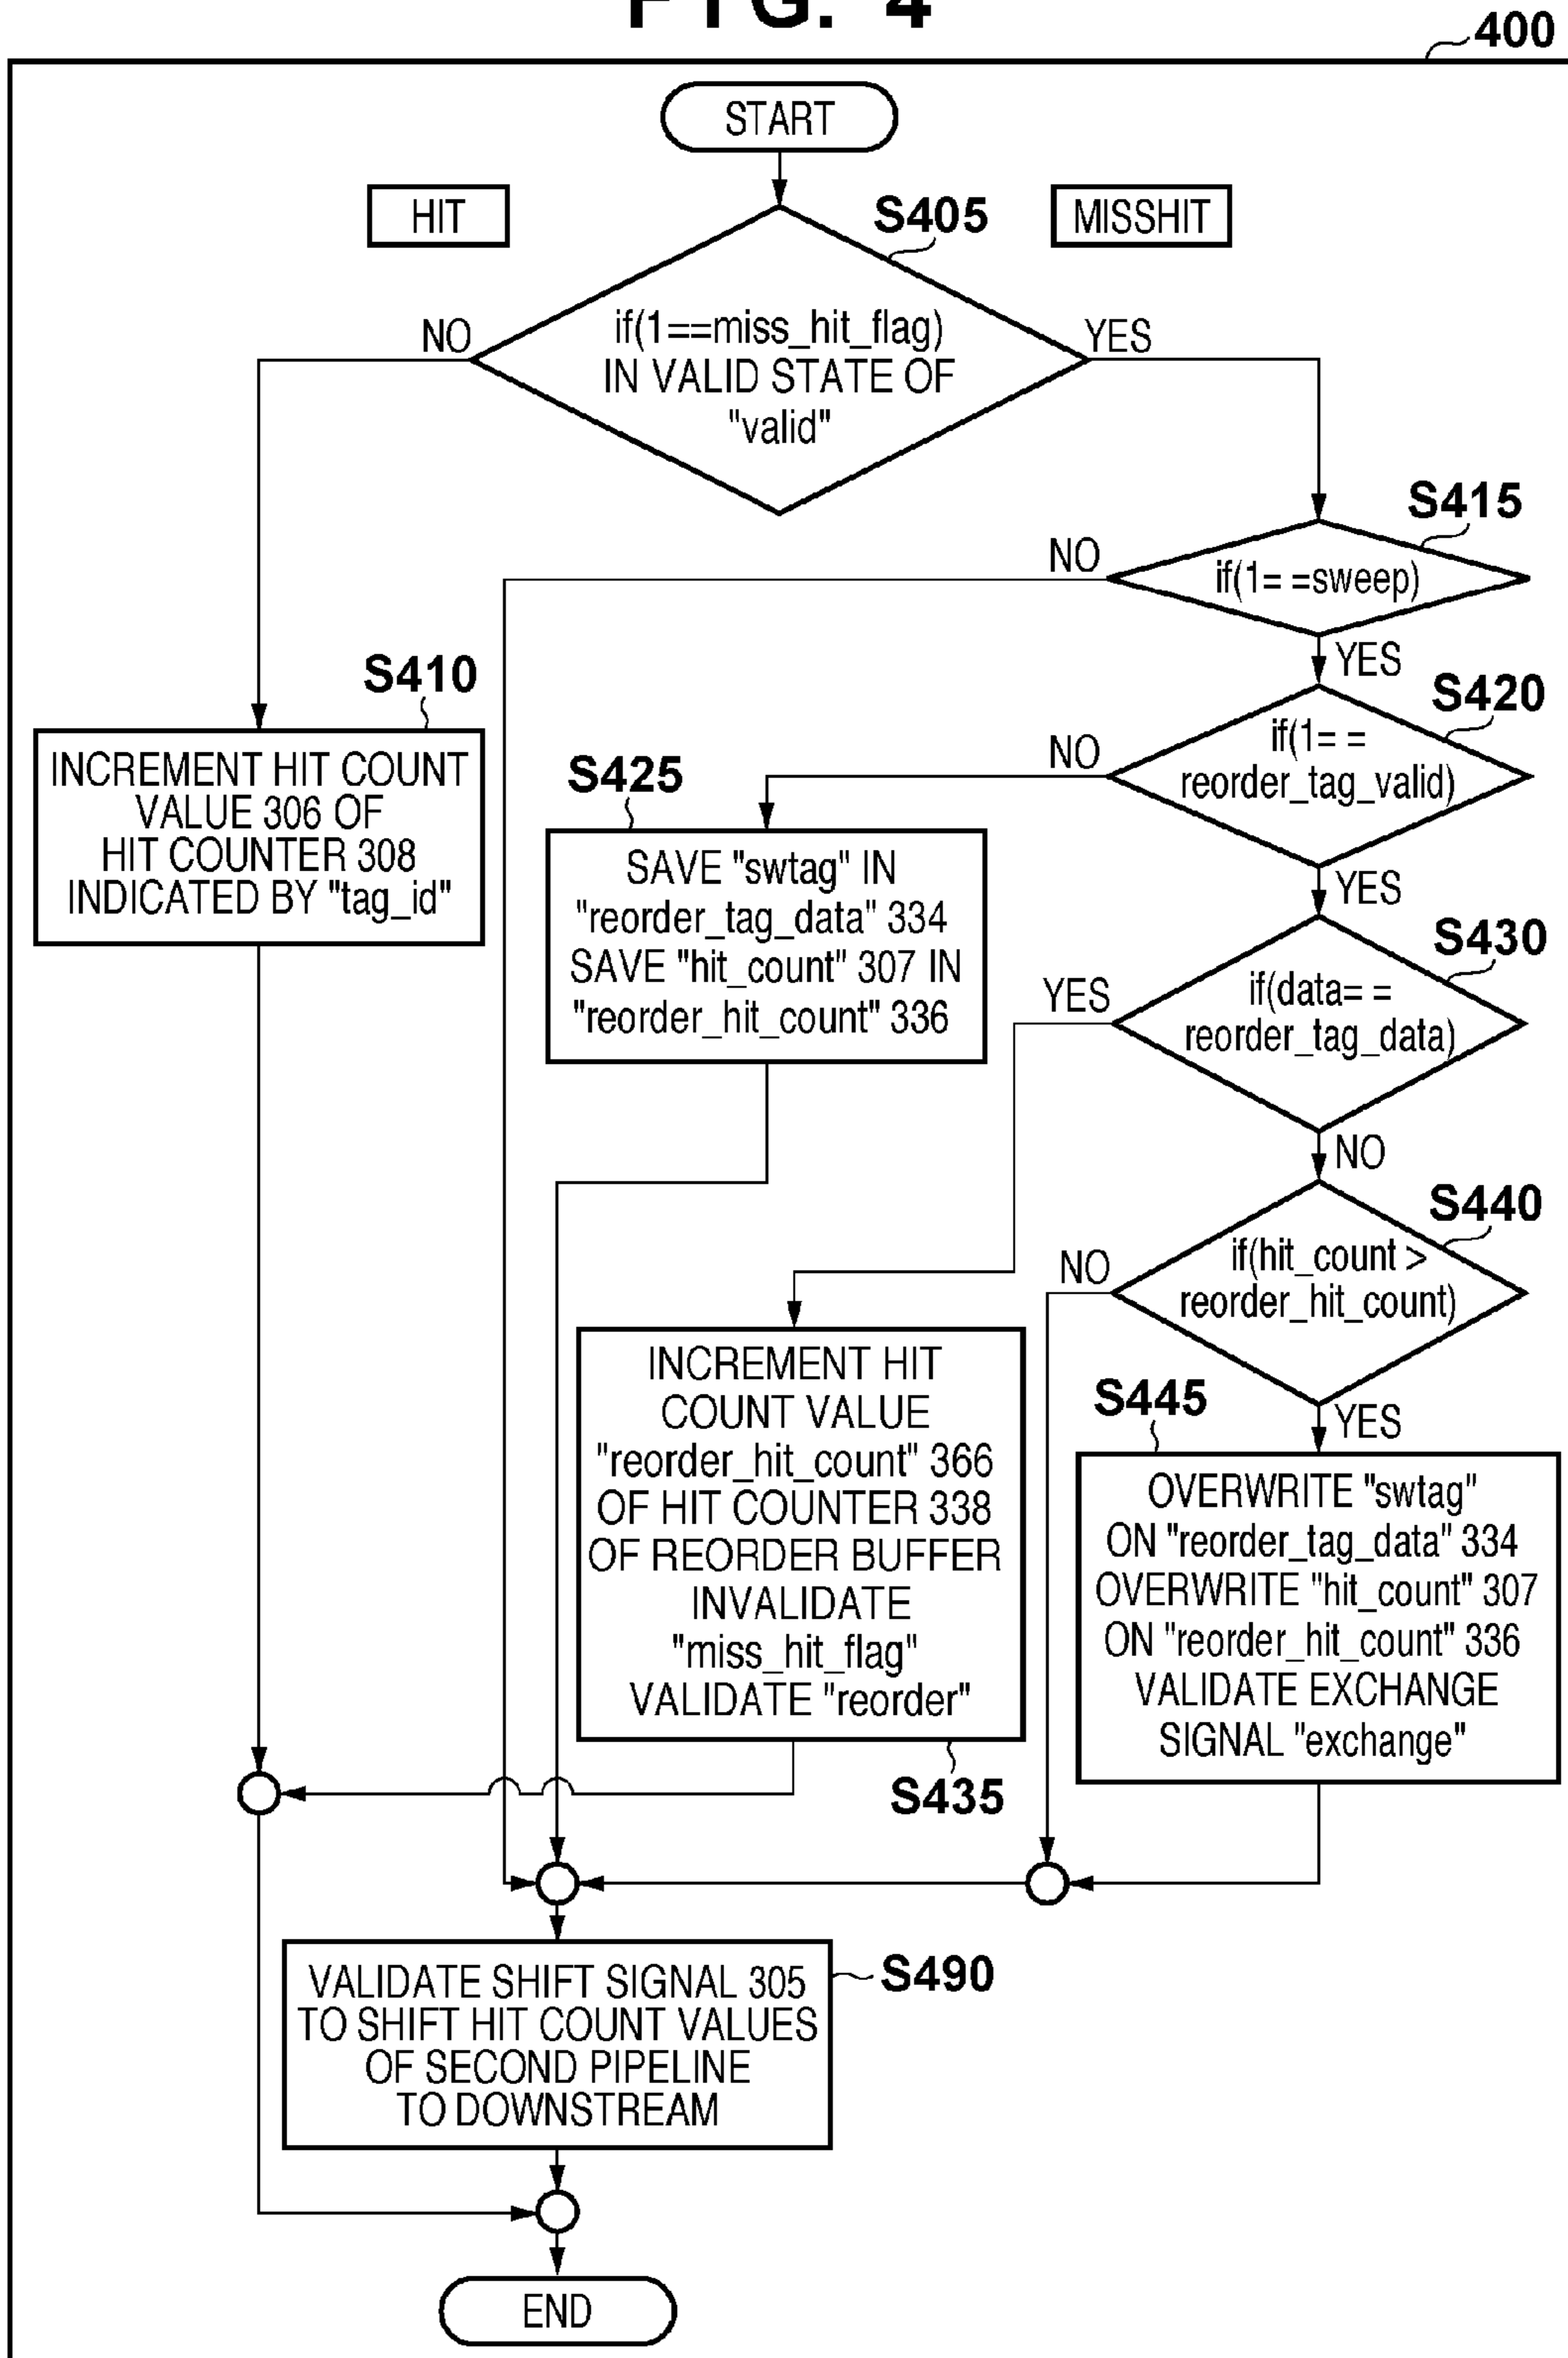 FIG. 4
400
START
HIT
S405
MISSHIT
NO
if(1==miss_hit_flag)
IN VALID STATE OF
"valid"
YES
S415
NO
if(1= =sweep)
YES
S410
INCREMENT HIT COUNT
VALUE 306 OF
HIT COUNTER 308
INDICATED BY "tag_id"
S420
NO
if(1= =
reorder_tag_valid)
YES
S425
SAVE "swtag" IN
"reorder_tag_data" 334
SAVE "hit_count" 307 IN
"reorder_hit_count" 336
S430
YES
if(data= =
reorder_tag_data)
NO
S440
NO
if(hit_count >
reorder_hit_count)
YES
INCREMENT HIT
COUNT VALUE
"reorder_hit_count" 366
OF HIT COUNTER 338
OF REORDER BUFFER
INVALIDATE
"miss_hit_flag"
VALIDATE "reorder"
S435
S445
OVERWRITE "swtag"
ON "reorder_tag_data" 334
OVERWRITE "hit_count" 307
ON "reorder_hit_count" 336
VALIDATE EXCHANGE
SIGNAL "exchange"
VALIDATE SHIFT SIGNAL 305
TO SHIFT HIT COUNT VALUES
OF SECOND PIPELINE
TO DOWNSTREAM
S490
END